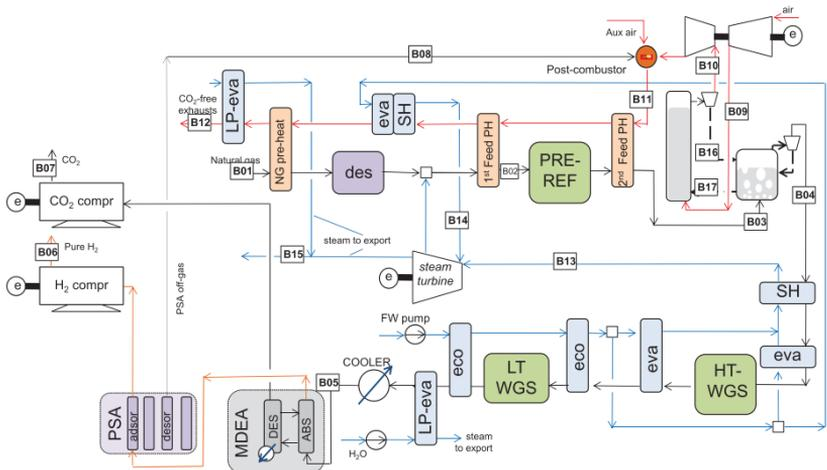 air
Aux air
e
B08
Post-combustor
B10
B11
B09
CO₂-free
exhausts
B12
LP-eva
NG pre-heat
eva
SH
1st Feed PH
2nd Feed PH
Natural gas
B01
des
B02
PRE-
REF
B16
B17
B04
B03
B07
CO₂
e
CO₂ compr
B14
steam to export
B15
B06
Pure H₂
e
H₂ compr
PSA off-gas
e
steam
turbine
B13
SH
FW pump
eco
LT
WGS
eco
eva
HT-
WGS
eva
COOLER
B05
LP-eva
PSA
adsor
desor
MDEA
DES
ABS
H₂O
steam
to export